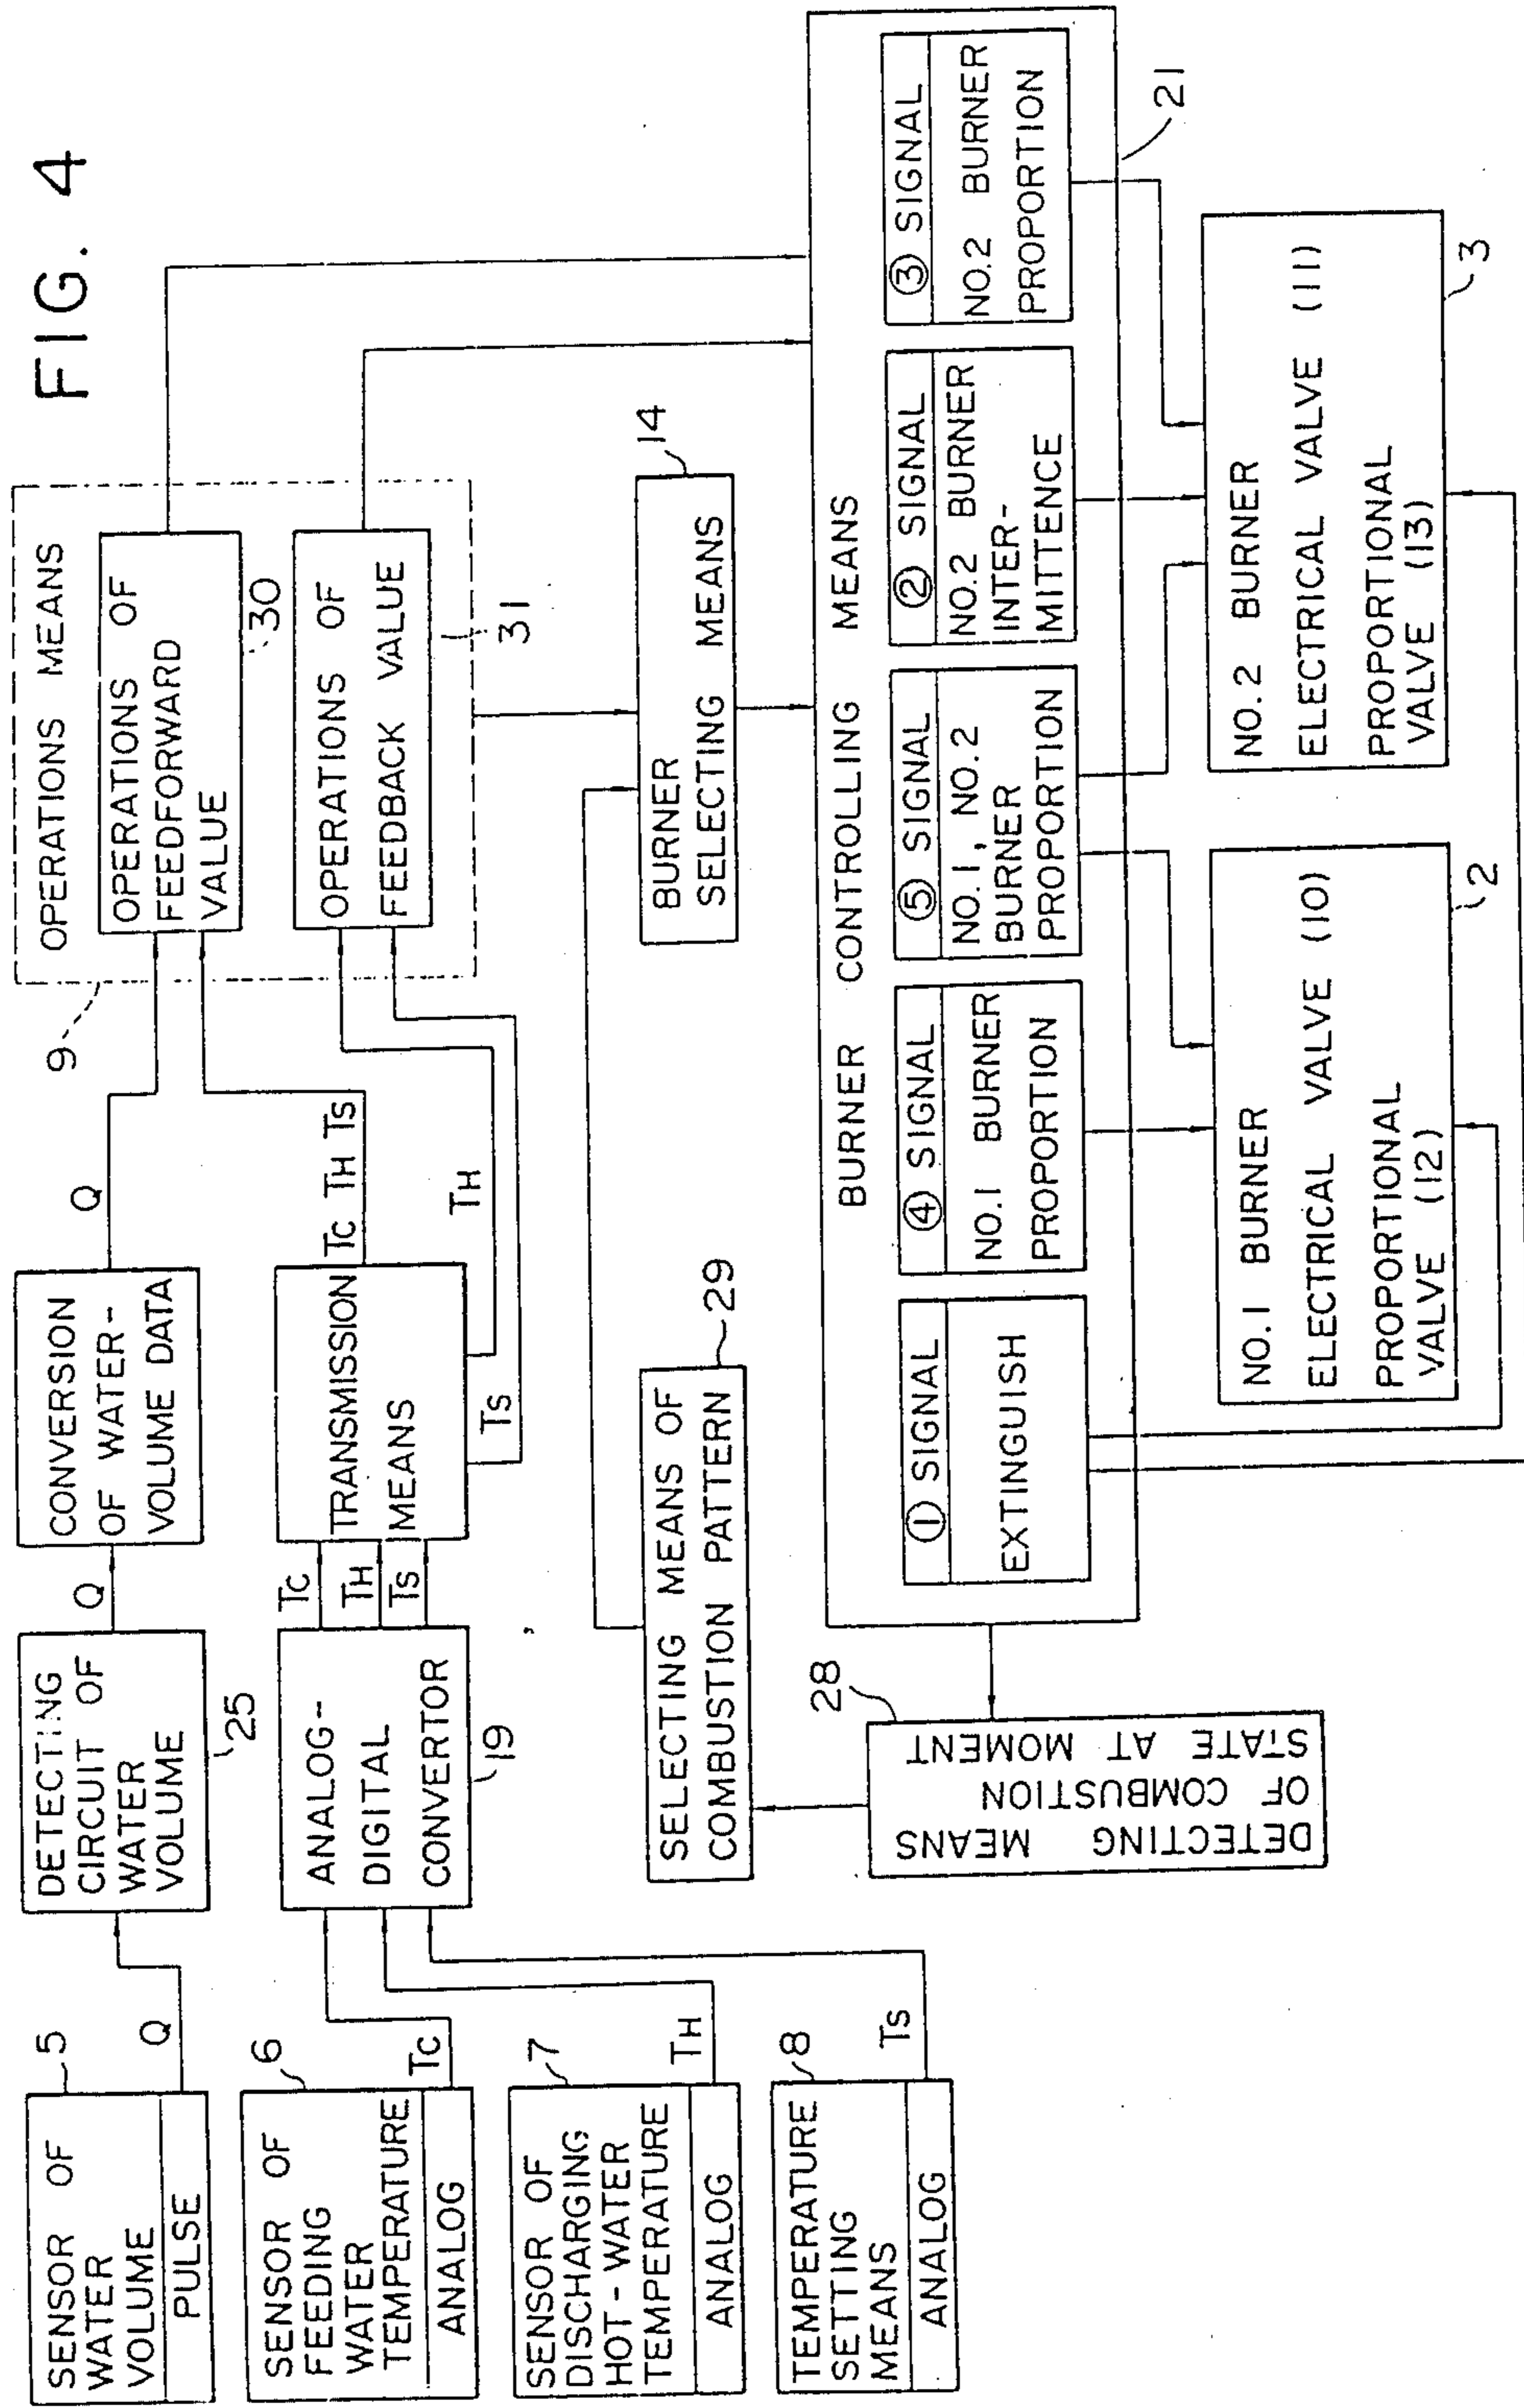 FIG. 4
SENSOR OF
WATER
VOLUME
PULSE
5
Q
DETECTING
CIRCUIT OF
WATER
VOLUME
25
Q
CONVERSION
OF WATER-
VOLUME DATA
Q
9
OPERATIONS MEANS
OPERATIONS OF
FEEDFORWARD
VALUE
30
OPERATIONS OF
FEEDBACK VALUE
31
SENSOR OF
FEEDING
WATER
TEMPERATURE
ANALOG
6
TC
SENSOR OF
DISCHARGING
HOT-WATER
TEMPERATURE
ANALOG
7
TH
TEMPERATURE
SETTING
MEANS
ANALOG
8
TS
ANALOG-
DIGITAL
CONVERTOR
19
TC
TH
TS
TRANSMISSION
MEANS
TC TH TS
TH
TS
SELECTING MEANS OF
COMBUSTION PATTERN
29
BURNER
SELECTING MEANS
14
DETECTING MEANS
OF COMBUSTION
STATE AT MOMENT
28
BURNER CONTROLLING MEANS
① SIGNAL
EXTINGUISH
④ SIGNAL
NO.1 BURNER
PROPORTION
⑤ SIGNAL
NO.1, NO.2
BURNER
PROPORTION
② SIGNAL
NO.2 BURNER
INTER-
MITTENCE
③ SIGNAL
NO.2 BURNER
PROPORTION
21
NO.1 BURNER
ELECTRICAL VALVE (10)
PROPORTIONAL
VALVE (12)
2
NO.2 BURNER
ELECTRICAL VALVE (11)
PROPORTIONAL
VALVE (13)
3